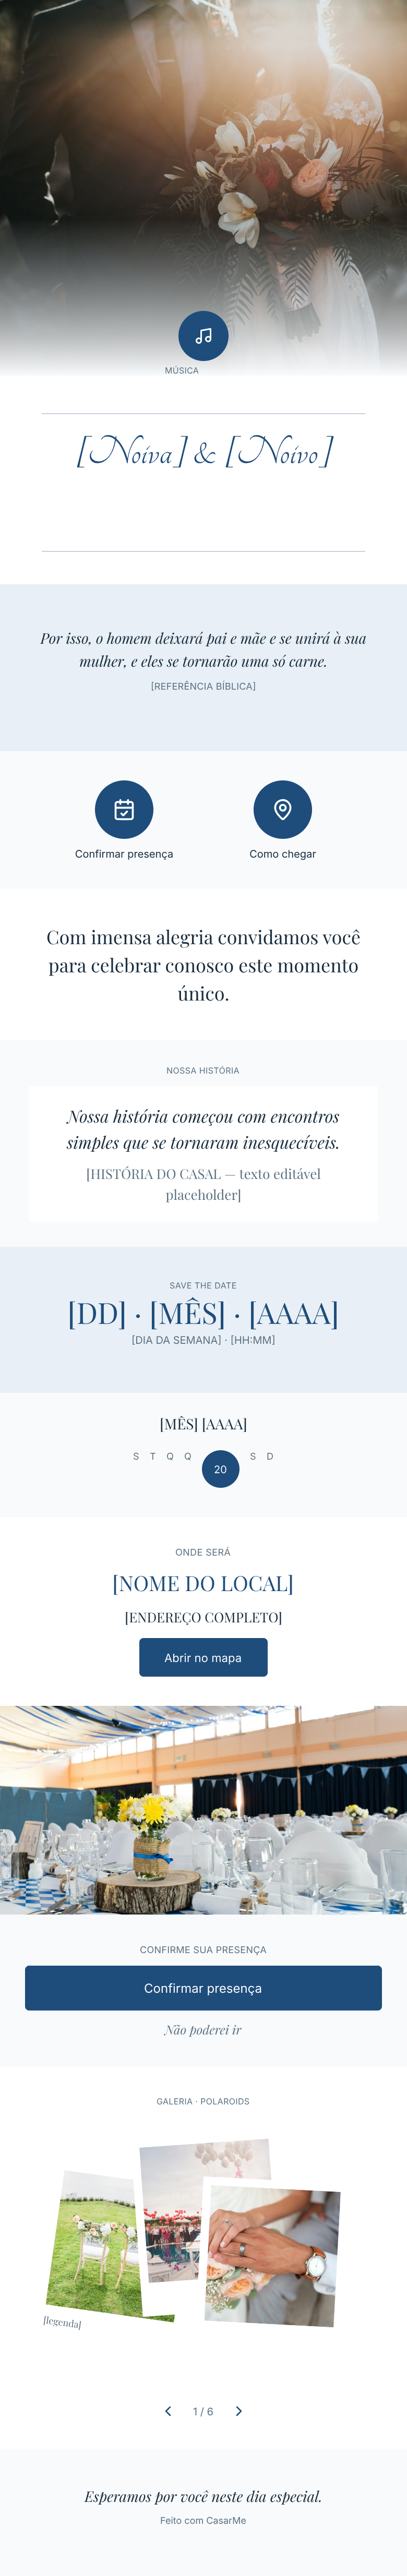 MÚSICA
[Noiva] & [Noivo]
Por isso, o homem deixará pai e mãe e se unirá à sua
mulher, e eles se tornarão uma só carne.
[REFERÊNCIA BÍBLICA]
Confirmar presença
Como chegar
Com imensa alegria convidamos você
para celebrar conosco este momento
único.
NOSSA HISTÓRIA
Nossa história começou com encontros
simples que se tornaram inesquecíveis.
[HISTÓRIA DO CASAL — texto editável
placeholder]
SAVE THE DATE
[DD] · [MÊS] · [AAAA]
[DIA DA SEMANA] · [HH:MM]
[MÊS] [AAAA]
S T Q Q 20 S D
ONDE SERÁ
[NOME DO LOCAL]
[ENDEREÇO COMPLETO]
Abrir no mapa
CONFIRME SUA PRESENÇA
Confirmar presença
Não poderei ir
GALERIA · POLAROIDS
[legenda]
1 / 6
Esperamos por você neste dia especial.
Feito com CasarMe